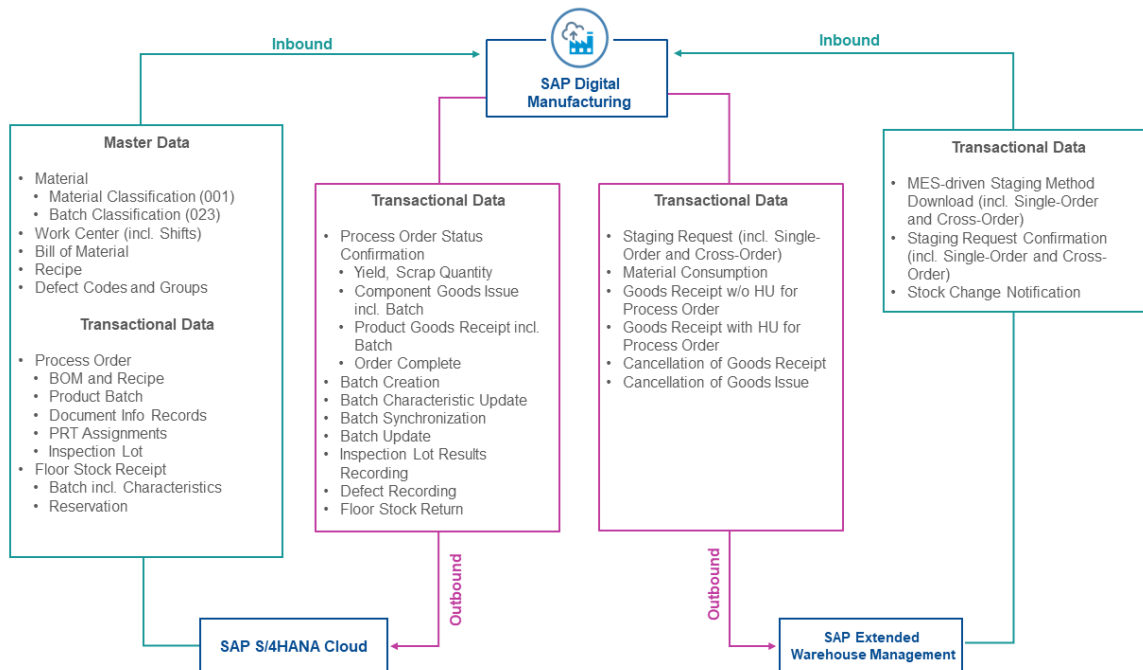 Inbound
Inbound
SAP Digital
Manufacturing
Master Data
• Material
• Material Classification (001)
• Batch Classification (023)
• Work Center (incl. Shifts)
• Bill of Material
• Recipe
• Defect Codes and Groups
Transactional Data
• Process Order
• BOM and Recipe
• Product Batch
• Document Info Records
• PRT Assignments
• Inspection Lot
• Floor Stock Receipt
• Batch incl. Characteristics
• Reservation
Transactional Data
• Process Order Status
Confirmation
• Yield, Scrap Quantity
• Component Goods Issue
incl. Batch
• Product Goods Receipt incl.
Batch
• Order Complete
• Batch Creation
• Batch Characteristic Update
• Batch Synchronization
• Batch Update
• Inspection Lot Results
Recording
• Defect Recording
• Floor Stock Return
Transactional Data
• Staging Request (incl. Single-
Order and Cross-Order)
• Material Consumption
• Goods Receipt w/o HU for
Process Order
• Goods Receipt with HU for
Process Order
• Cancellation of Goods Receipt
• Cancellation of Goods Issue
Transactional Data
• MES-driven Staging Method
Download (incl. Single-Order
and Cross-Order)
• Staging Request Confirmation
(incl. Single-Order and Cross-
Order)
• Stock Change Notification
Outbound
Outbound
SAP S/4HANA Cloud
SAP Extended
Warehouse Management